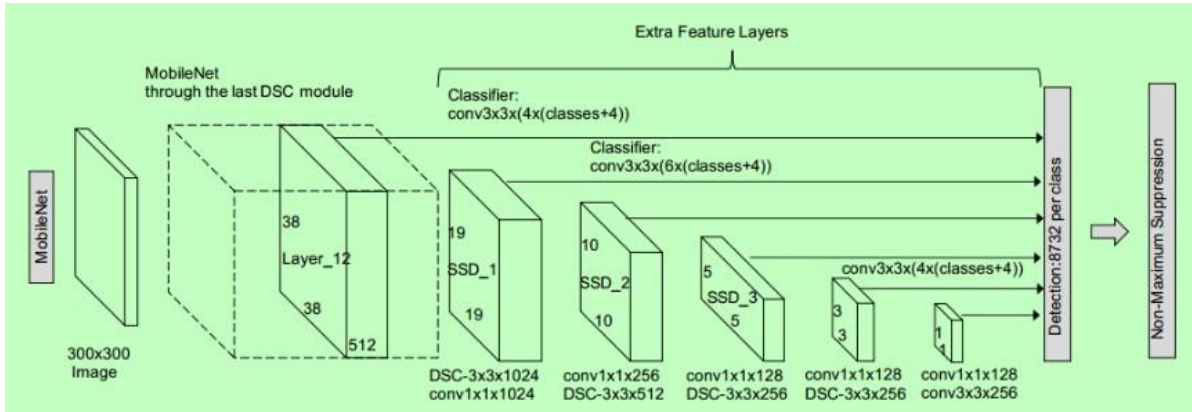 Extra Feature Layers
MobileNet
through the last DSC module
Classifier:
conv3x3x(4x(classes+4))
Classifier:
conv3x3x(6x(classes+4))
MobileNet
38
Layer_12
38
512
19
SSD_1
19
10
SSD_2
10
5
SSD_3
5
conv3x3x(4x(classes+4))
3
3
1
1
Detection:8732 per class
Non-Maximum Suppression
300x300
Image
DSC-3x3x1024
conv1x1x1024
conv1x1x256
DSC-3x3x512
conv1x1x128
DSC-3x3x256
conv1x1x128
DSC-3x3x256
conv1x1x128
conv3x3x256